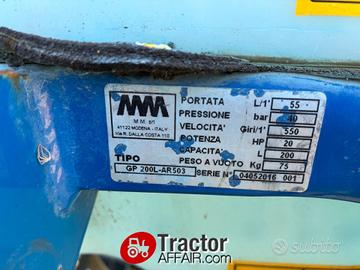 MM
M.M. srl
41122 MODENA - ITALY
Via R. DALLA COSTA 110
PORTATA L/1' 55
PRESSIONE bar 40
VELOCITA' Giri/1' 550
POTENZA HP 20
CAPACITA' L 200
PESO A VUOTO Kg 75
TIPO
GP 200L-AR503 SERIE N° 04052016 001
Tractor
AFFAIR.COM
subito